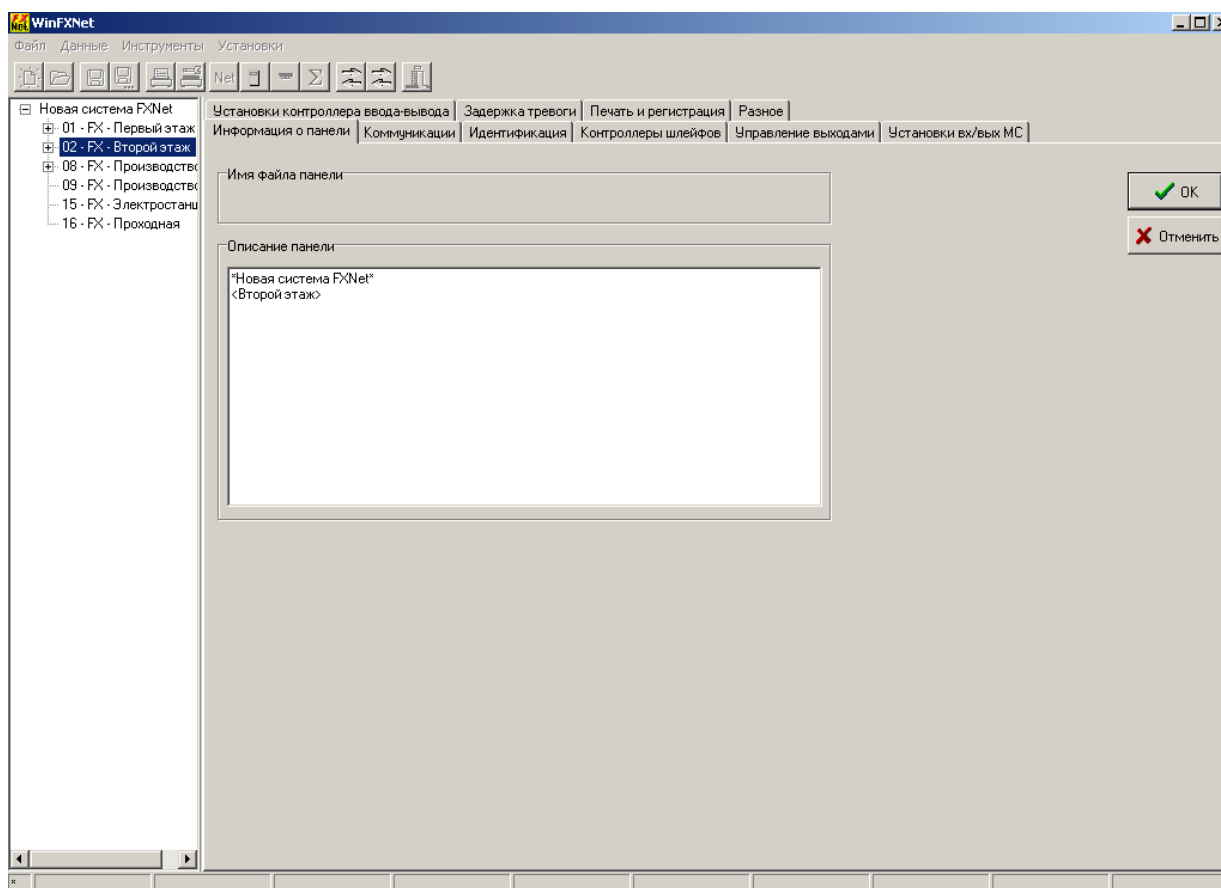 WinFXNet
Файл Данные Инструменты Установки
Net Σ
Новая система FXNet
01 - FX - Первый этаж
02 - FX - Второй этаж
08 - FX - Производство
09 - FX - Производство
15 - FX - Электростанц
16 - FX - Проходная
Установки контроллера ввода-вывода Задержка тревоги Печать и регистрация Разное
Информация о панели Коммуникации Идентификация Контроллеры шлейфов Управление выходами Установки вх/вых МС
Имя файла панели
OK
Отменить
Описание панели
*Новая система FXNet*
<Второй этаж>
*